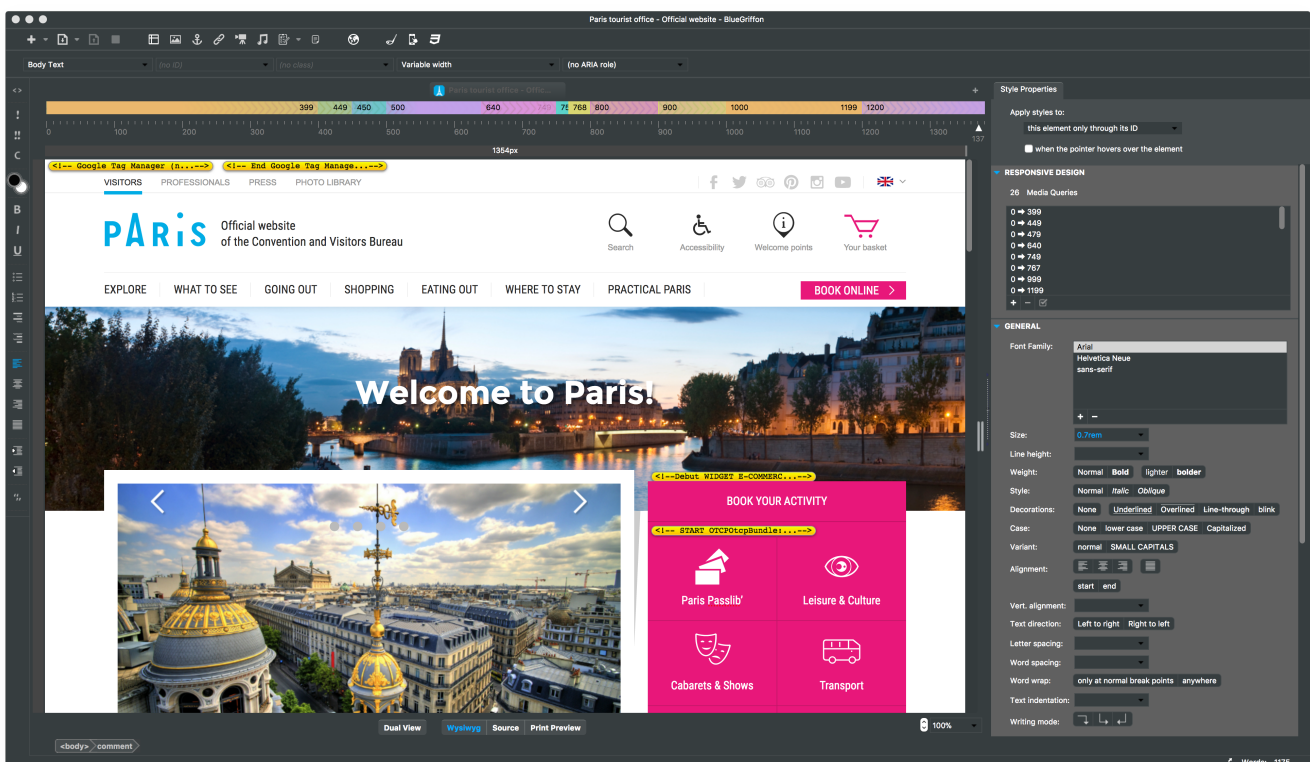 Paris tourist office - Official website - BlueGriffon
Body Text (no ID) (no class) Variable width (no ARIA role)
Paris tourist office - Offic...
399 449 450 500 640 749 768 800 900 1000 1199 1200
0 100 200 300 400 500 600 700 800 900 1000 1100 1200 1300
137
1354px
<!-- Google Tag Manager (n...--> <!-- End Google Tag Manage...-->
VISITORS PROFESSIONALS PRESS PHOTO LIBRARY
PARIS
Official website
of the Convention and Visitors Bureau
Search Accessibility Welcome points Your basket
EXPLORE WHAT TO SEE GOING OUT SHOPPING EATING OUT WHERE TO STAY PRACTICAL PARIS BOOK ONLINE
Welcome to Paris!
<!--Debut WIDGET E-COMMERC...-->
BOOK YOUR ACTIVITY
<!-- START OTCPOtcpBundle:...-->
Paris Passlib' Leisure & Culture
Cabarets & Shows Transport
Dual View Wysiwyg Source Print Preview 100%
<body> comment
Style Properties
Apply styles to:
this element only through its ID
when the pointer hovers over the element
RESPONSIVE DESIGN
26 Media Queries
0 ➡ 399
0 ➡ 449
0 ➡ 479
0 ➡ 640
0 ➡ 749
0 ➡ 767
0 ➡ 999
0 ➡ 1199
GENERAL
Font Family: Arial
Helvetica Neue
sans-serif
Size: 0.7rem
Line height:
Weight: Normal Bold lighter bolder
Style: Normal Italic Oblique
Decorations: None Underlined Overlined Line-through blink
Case: None lower case UPPER CASE Capitalized
Variant: normal SMALL CAPITALS
Alignment:
start end
Vert. alignment:
Text direction: Left to right Right to left
Letter spacing:
Word spacing:
Word wrap: only at normal break points anywhere
Text indentation:
Writing mode:
Words: 1175